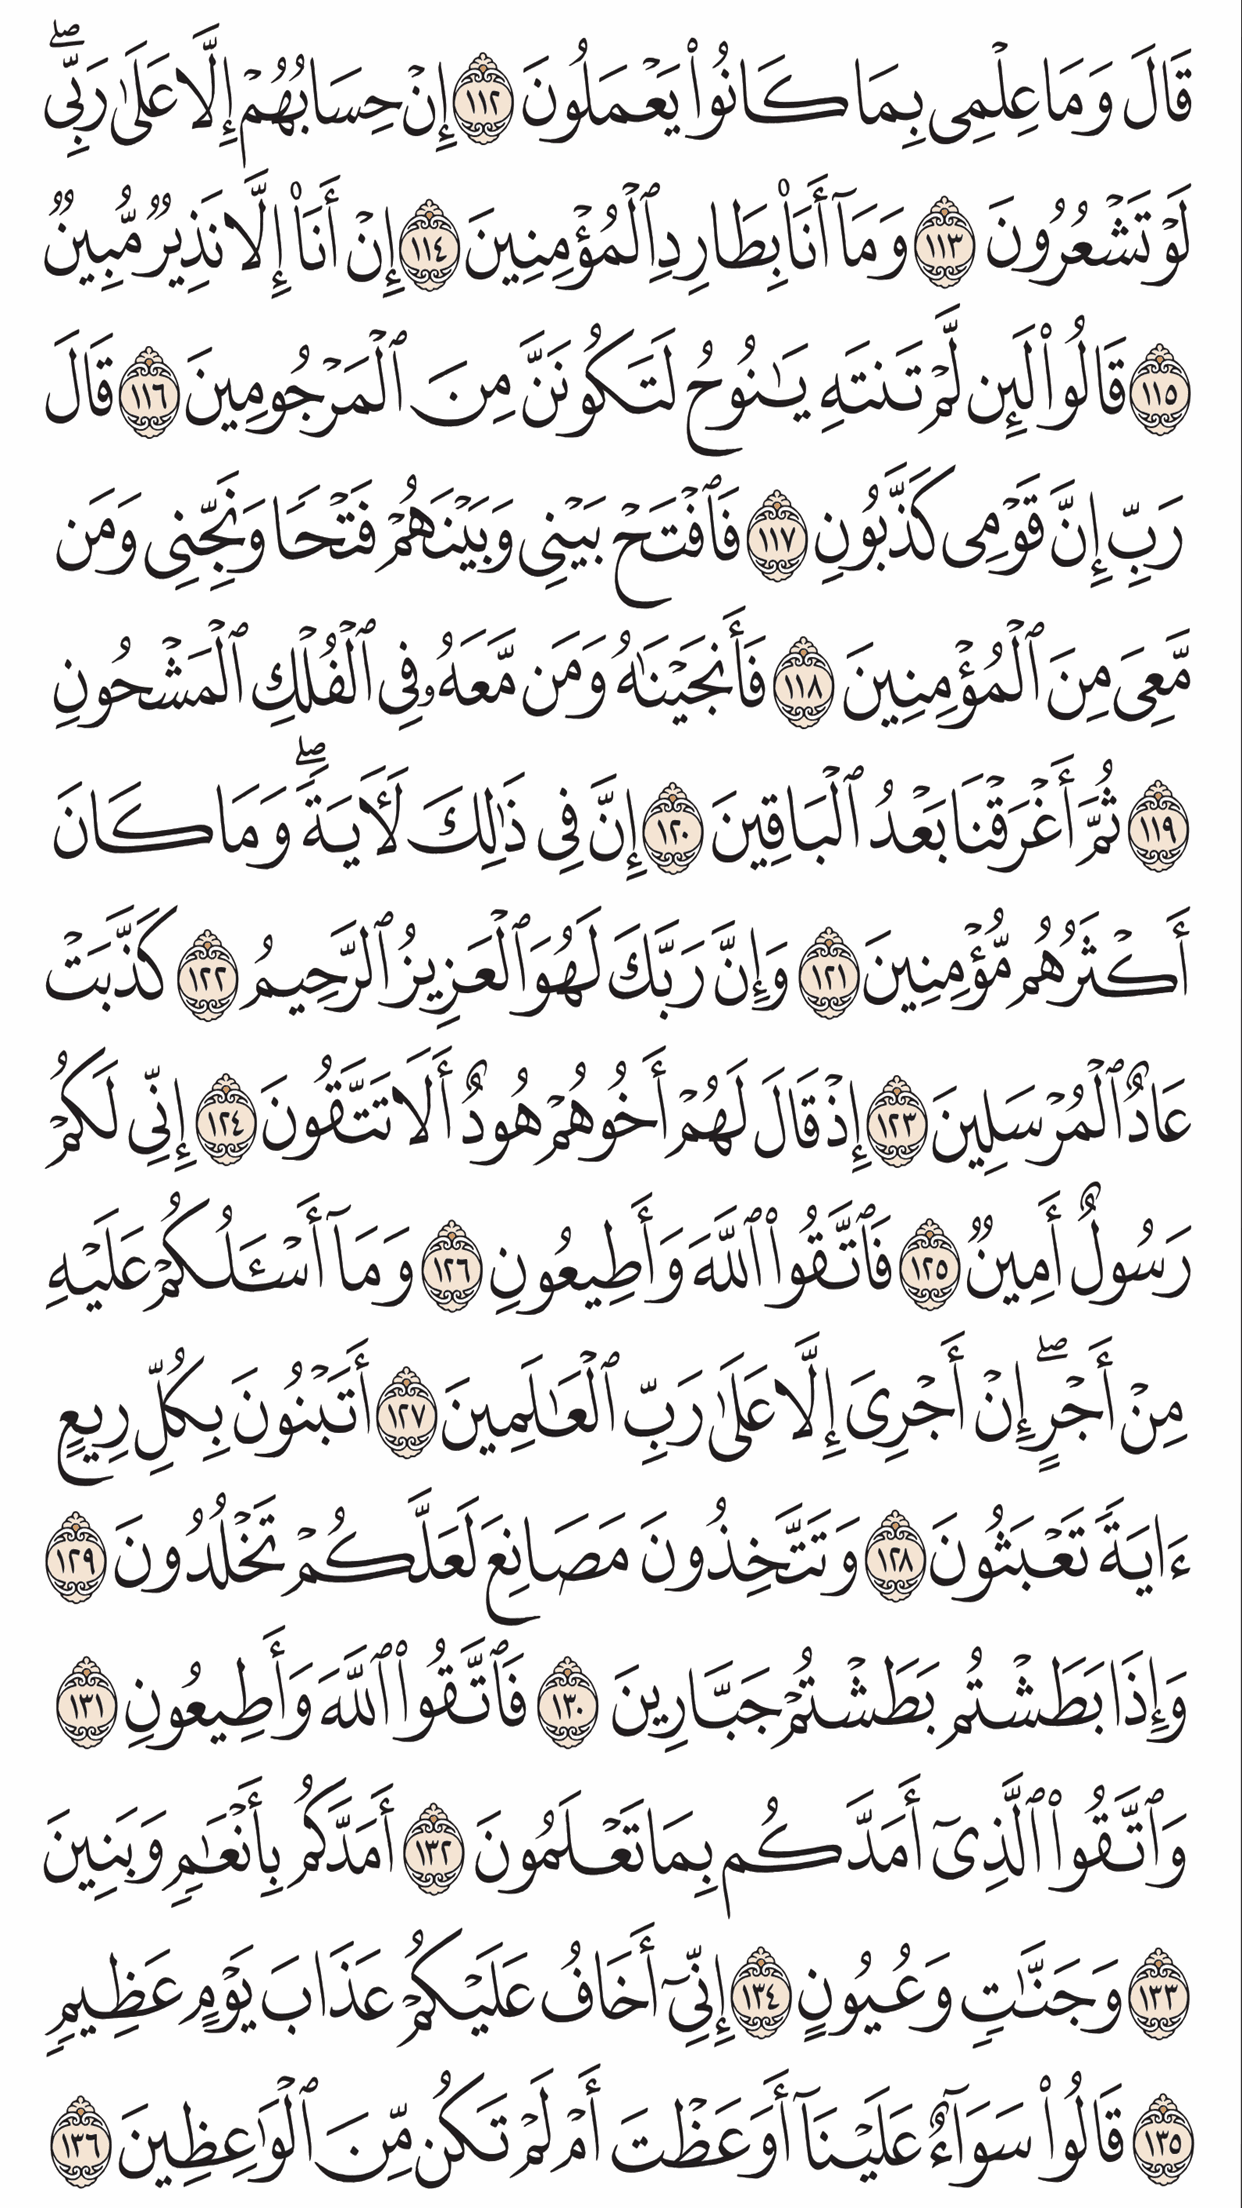 قَالَ وَمَا عِلْمِى بِمَا كَانُوا۟ يَعْمَلُونَ ١١٢ إِنْ حِسَابُهُمْ إِلَّا عَلَىٰ رَبِّىۖ
لَوْ تَشْعُرُونَ ١١٣ وَمَآ أَنَا۠ بِطَارِدِ ٱلْمُؤْمِنِينَ ١١٤ إِنْ أَنَا۠ إِلَّا نَذِيرٌ مُّبِينٌ
١١٥ قَالُوا۟ لَئِن لَّمْ تَنتَهِ يَـٰنُوحُ لَتَكُونَنَّ مِنَ ٱلْمَرْجُومِينَ ١١٦ قَالَ
رَبِّ إِنَّ قَوْمِى كَذَّبُونِ ١١٧ فَٱفْتَحْ بَيْنِى وَبَيْنَهُمْ فَتْحًا وَنَجِّنِى وَمَن
مَّعِىَ مِنَ ٱلْمُؤْمِنِينَ ١١٨ فَأَنجَيْنَـٰهُ وَمَن مَّعَهُۥ فِى ٱلْفُلْكِ ٱلْمَشْحُونِ
١١٩ ثُمَّ أَغْرَقْنَا بَعْدُ ٱلْبَاقِينَ ١٢٠ إِنَّ فِى ذَٰلِكَ لَـَٔايَةًۖ وَمَا كَانَ
أَكْثَرُهُم مُّؤْمِنِينَ ١٢١ وَإِنَّ رَبَّكَ لَهُوَ ٱلْعَزِيزُ ٱلرَّحِيمُ ١٢٢ كَذَّبَتْ
عَادٌ ٱلْمُرْسَلِينَ ١٢٣ إِذْ قَالَ لَهُمْ أَخُوهُمْ هُودٌ أَلَا تَتَّقُونَ ١٢٤ إِنِّى لَكُمْ
رَسُولٌ أَمِينٌ ١٢٥ فَٱتَّقُوا۟ ٱللَّهَ وَأَطِيعُونِ ١٢٦ وَمَآ أَسْـَٔلُكُمْ عَلَيْهِ
مِنْ أَجْرٍۖ إِنْ أَجْرِىَ إِلَّا عَلَىٰ رَبِّ ٱلْعَـٰلَمِينَ ١٢٧ أَتَبْنُونَ بِكُلِّ رِيعٍ
ءَايَةً تَعْبَثُونَ ١٢٨ وَتَتَّخِذُونَ مَصَانِعَ لَعَلَّكُمْ تَخْلُدُونَ ١٢٩
وَإِذَا بَطَشْتُم بَطَشْتُمْ جَبَّارِينَ ١٣٠ فَٱتَّقُوا۟ ٱللَّهَ وَأَطِيعُونِ ١٣١
وَٱتَّقُوا۟ ٱلَّذِىٓ أَمَدَّكُم بِمَا تَعْلَمُونَ ١٣٢ أَمَدَّكُم بِأَنْعَـٰمٍ وَبَنِينَ
١٣٣ وَجَنَّـٰتٍ وَعُيُونٍ ١٣٤ إِنِّىٓ أَخَافُ عَلَيْكُمْ عَذَابَ يَوْمٍ عَظِيمٍ
١٣٥ قَالُوا۟ سَوَآءٌ عَلَيْنَآ أَوَعَظْتَ أَمْ لَمْ تَكُن مِّنَ ٱلْوَٰعِظِينَ ١٣٦